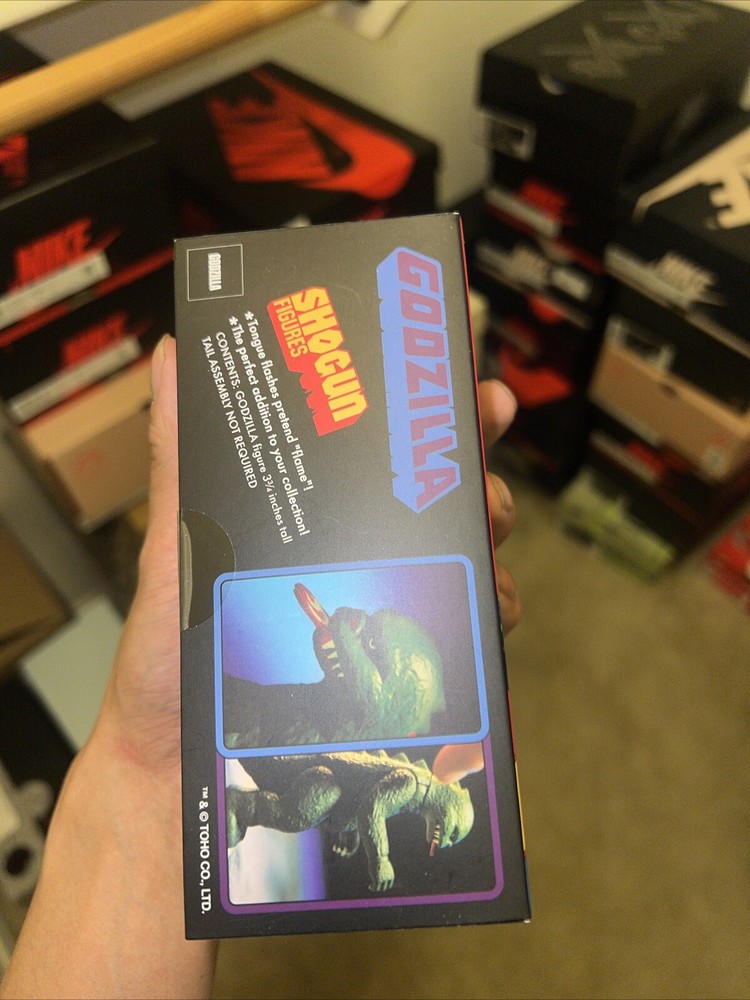 GODZILLA
SHOGUN
FIGURES
*Tongue flashes pretend "flame"!
*The perfect addition to your collection!
CONTENTS: GODZILLA figure 3¾ inches tall
TAIL ASSEMBLY NOT REQUIRED
GODZILLA
™ & © TOHO CO., LTD.
NIKE
NIKE
NIKE